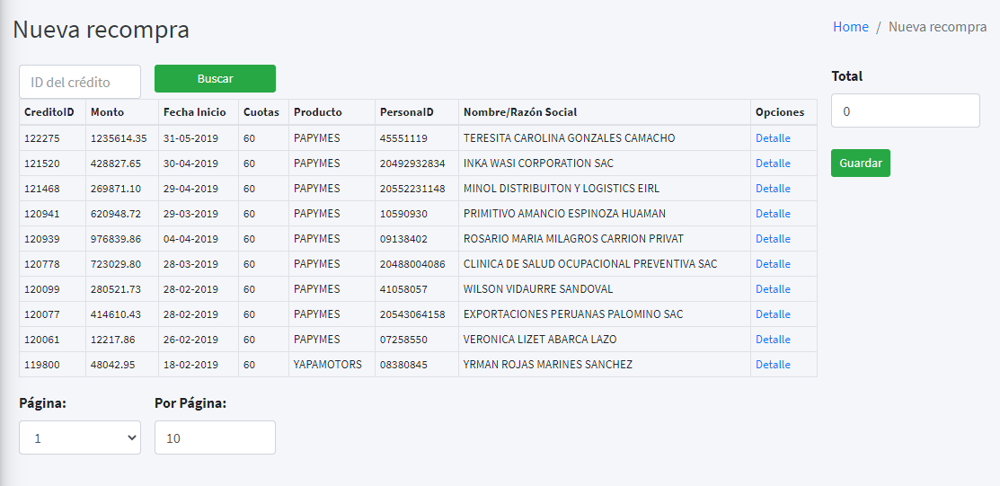 Nueva recompra
Home / Nueva recompra
ID del crédito
Buscar
CreditoID Monto Fecha Inicio Cuotas Producto PersonaID Nombre/Razón Social Opciones
122275 1235614.35 31-05-2019 60 PAPYMES 45551119 TERESITA CAROLINA GONZALES CAMACHO Detalle
121520 428827.65 30-04-2019 60 PAPYMES 20492932834 INKA WASI CORPORATION SAC Detalle
121468 269871.10 29-04-2019 60 PAPYMES 20552231148 MINOL DISTRIBUITON Y LOGISTICS EIRL Detalle
120941 620948.72 29-03-2019 60 PAPYMES 10590930 PRIMITIVO AMANCIO ESPINOZA HUAMAN Detalle
120939 976839.86 04-04-2019 60 PAPYMES 09138402 ROSARIO MARIA MILAGROS CARRION PRIVAT Detalle
120778 723029.80 28-03-2019 60 PAPYMES 20488004086 CLINICA DE SALUD OCUPACIONAL PREVENTIVA SAC Detalle
120099 280521.73 28-02-2019 60 PAPYMES 41058057 WILSON VIDAURRE SANDOVAL Detalle
120077 414610.43 28-02-2019 60 PAPYMES 20543064158 EXPORTACIONES PERUANAS PALOMINO SAC Detalle
120061 12217.86 26-02-2019 60 PAPYMES 07258550 VERONICA LIZET ABARCA LAZO Detalle
119800 48042.95 18-02-2019 60 YAPAMOTORS 08380845 YRMAN ROJAS MARINES SANCHEZ Detalle
Página: Por Página:
1 10
Total
0
Guardar